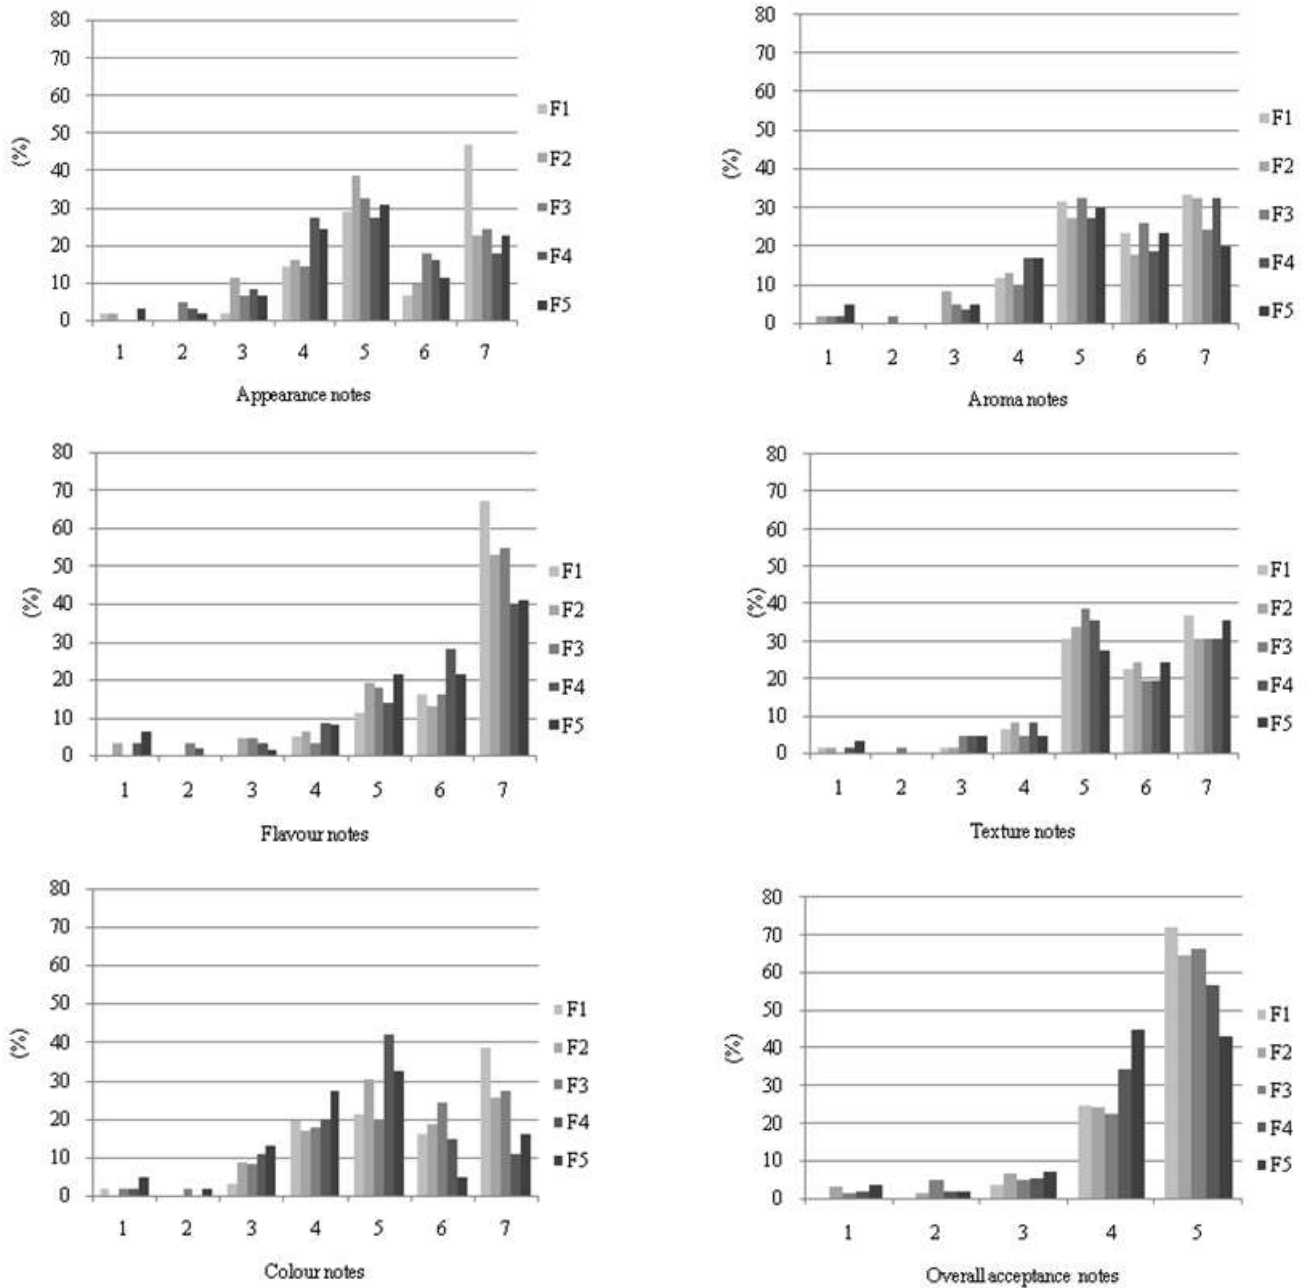 80
70
60
50
40
30
20
10
0
(%)
1 2 3 4 5 6 7
Appearance notes
F1
F2
F3
F4
F5
80
70
60
50
40
30
20
10
0
(%)
1 2 3 4 5 6 7
Aroma notes
F1
F2
F3
F4
F5
80
70
60
50
40
30
20
10
0
(%)
1 2 3 4 5 6 7
Flavour notes
F1
F2
F3
F4
F5
80
70
60
50
40
30
20
10
0
(%)
1 2 3 4 5 6 7
Texture notes
F1
F2
F3
F4
F5
80
70
60
50
40
30
20
10
0
(%)
1 2 3 4 5 6 7
Colour notes
F1
F2
F3
F4
F5
80
70
60
50
40
30
20
10
0
(%)
1 2 3 4 5
Overall acceptance notes
F1
F2
F3
F4
F5